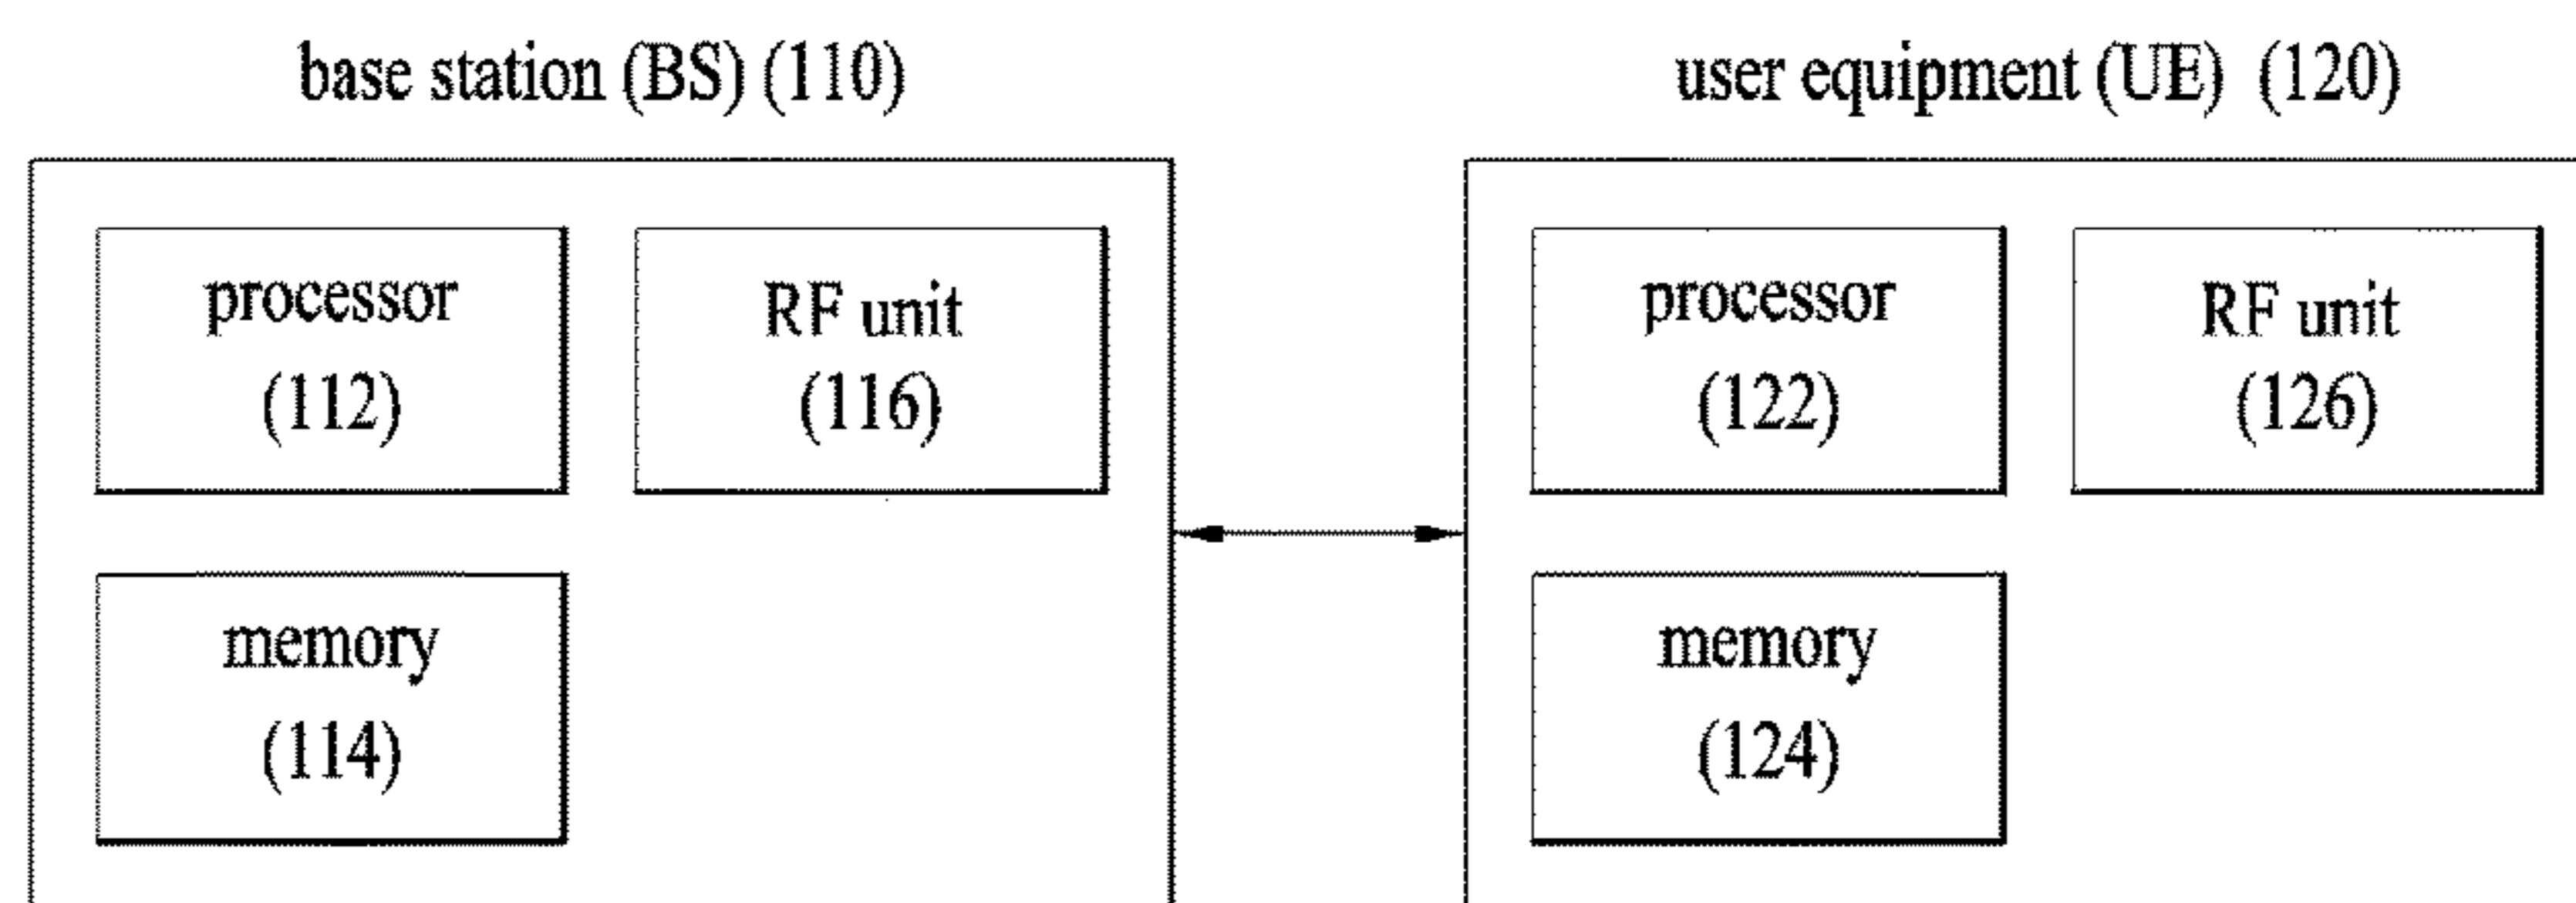 base station (BS) (110)
processor
(112)
RF unit
(116)
memory
(114)
user equipment (UE) (120)
processor
(122)
RF unit
(126)
memory
(124)